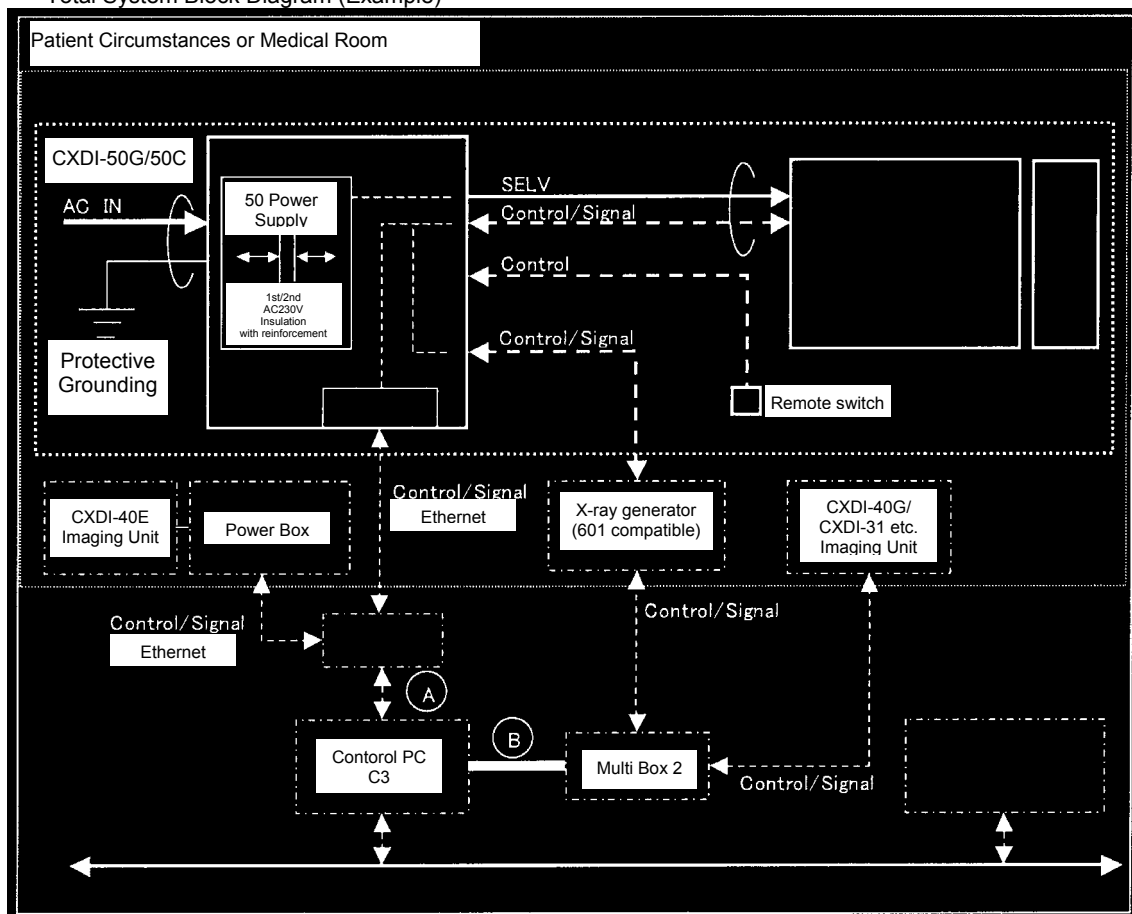 Total System Block Diagram (Example)
Patient Circumstances or Medical Room
CXDI-50G/50C
AC IN
50 Power
Supply
1st/2nd
AC230V
Insulation
with reinforcement
Protective
Grounding
SELV
Control/Signal
Control
Control/Signal
Remote switch
CXDI-40E
Imaging Unit
Power Box
Control/Signal
Ethernet
X-ray generator
(601 compatible)
CXDI-40G/
CXDI-31 etc.
Imaging Unit
Control/Signal
Ethernet
Control/Signal
A
B
Contorol PC
C3
Multi Box 2
Control/Signal